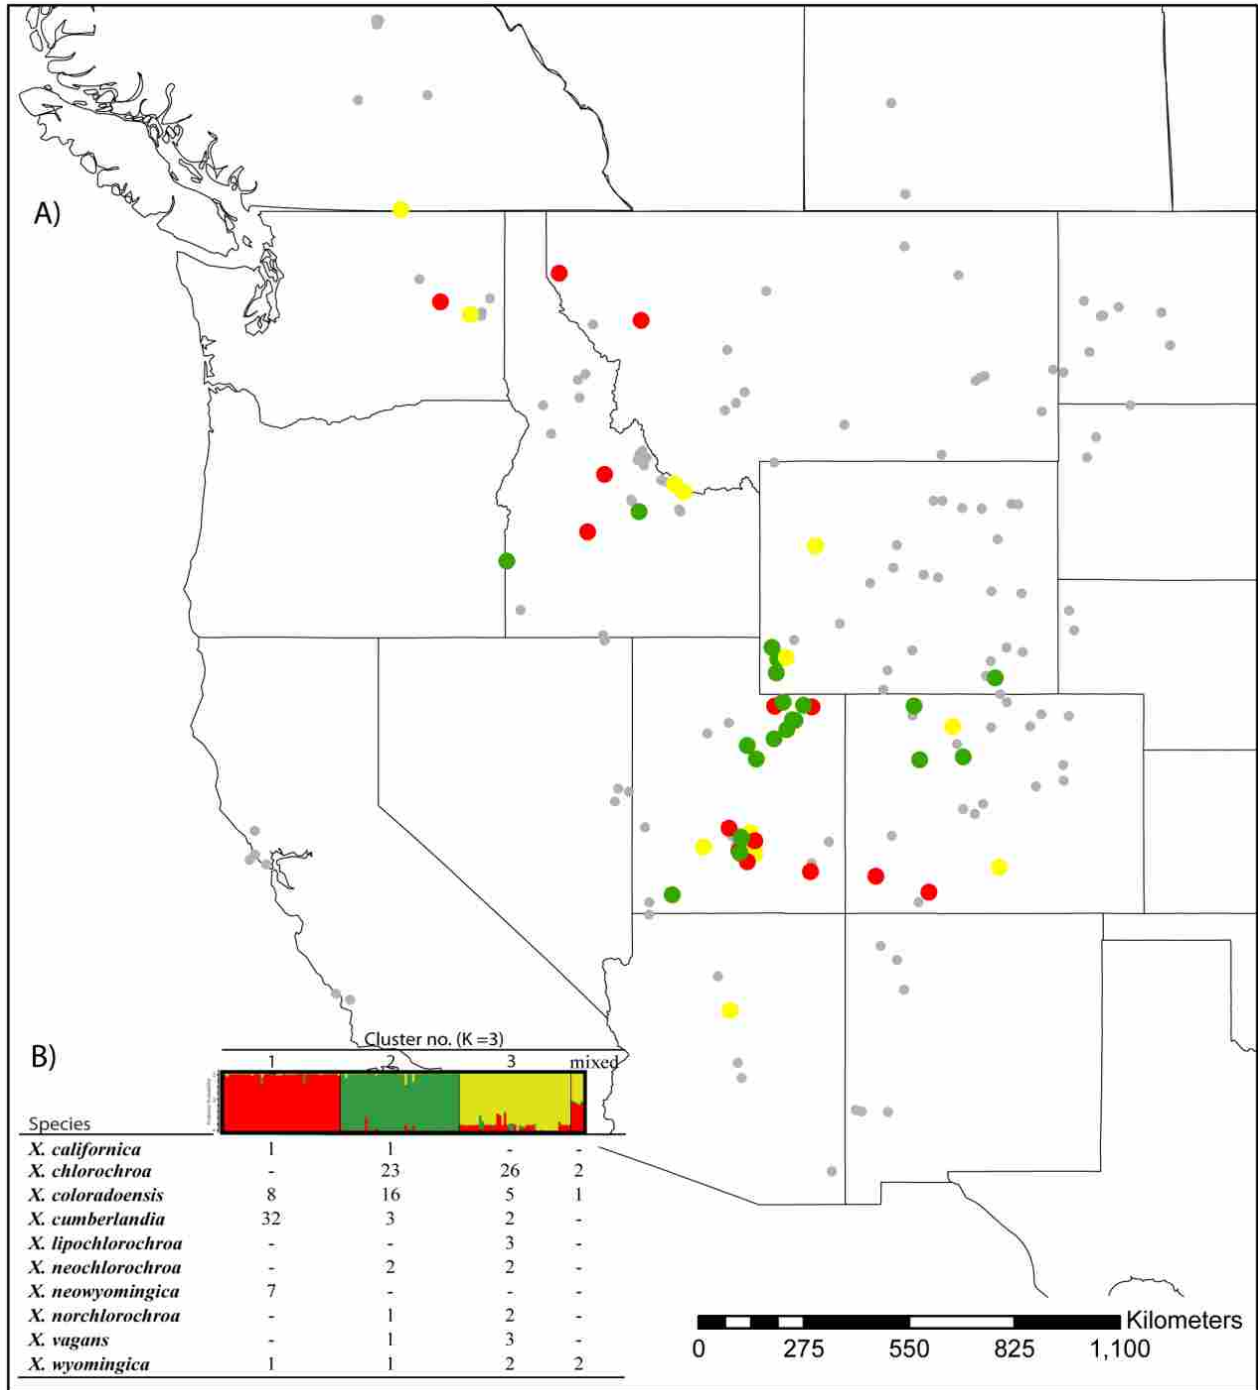 A)
B)
Cluster no. (K =3)
1 2 3 mixed
Species
X. californica 1 1 - -
X. chlorochroa - 23 26 2
X. coloradoensis 8 16 5 1
X. cumberlandia 32 3 2 -
X. lipochlorochroa - - 3 -
X. neochlorochroa - 2 2 -
X. neowyomingica 7 - - -
X. norchlorochroa - 1 2 -
X. vagans - 1 3 -
X. wyomingica 1 1 2 2
Kilometers
0 275 550 825 1,100